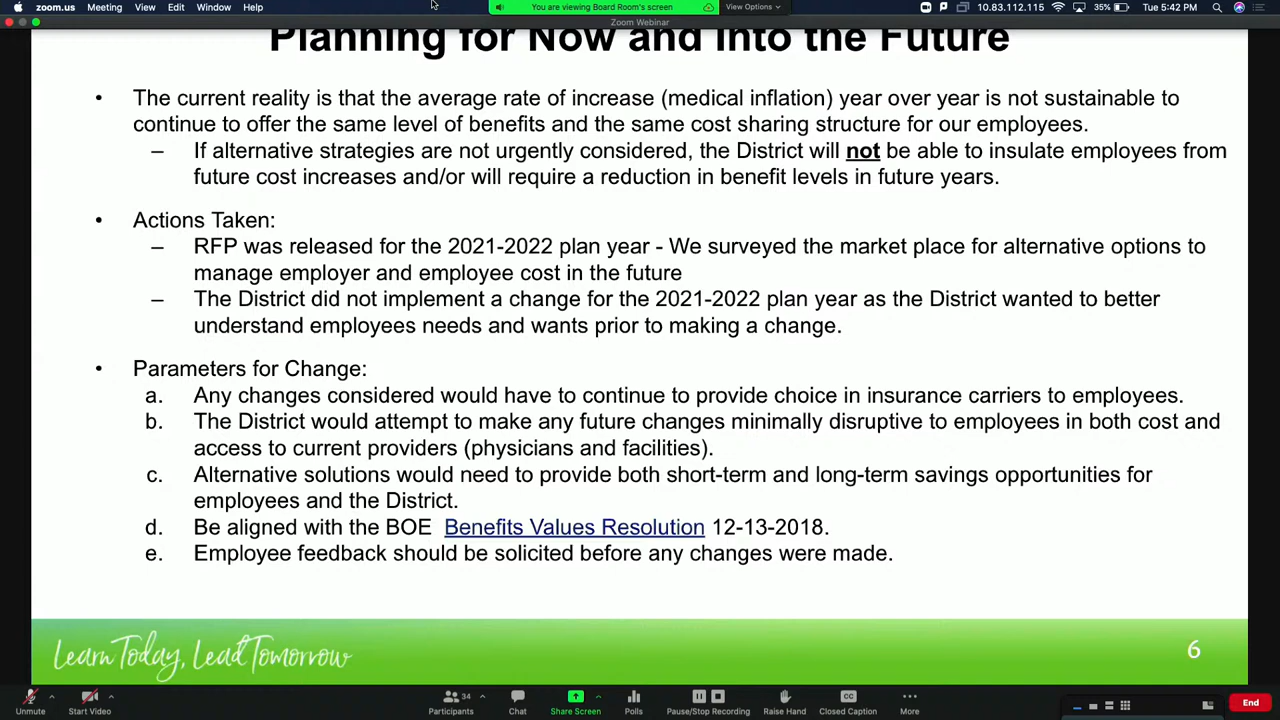 zoom.us Meeting View Edit Window Help
You are viewing Board Room's screen View Options
10.83.112.115 35% Tue 5:42 PM
Zoom Webinar
Planning for Now and Into the Future
• The current reality is that the average rate of increase (medical inflation) year over year is not sustainable to
continue to offer the same level of benefits and the same cost sharing structure for our employees.
– If alternative strategies are not urgently considered, the District will not be able to insulate employees from
future cost increases and/or will require a reduction in benefit levels in future years.
• Actions Taken:
– RFP was released for the 2021-2022 plan year - We surveyed the market place for alternative options to
manage employer and employee cost in the future
– The District did not implement a change for the 2021-2022 plan year as the District wanted to better
understand employees needs and wants prior to making a change.
• Parameters for Change:
a. Any changes considered would have to continue to provide choice in insurance carriers to employees.
b. The District would attempt to make any future changes minimally disruptive to employees in both cost and
access to current providers (physicians and facilities).
c. Alternative solutions would need to provide both short-term and long-term savings opportunities for
employees and the District.
d. Be aligned with the BOE Benefits Values Resolution 12-13-2018.
e. Employee feedback should be solicited before any changes were made.
Learn Today, Lead Tomorrow
6
34
Unmute Start Video Participants Chat Share Screen Polls Pause/Stop Recording Raise Hand Closed Caption More End